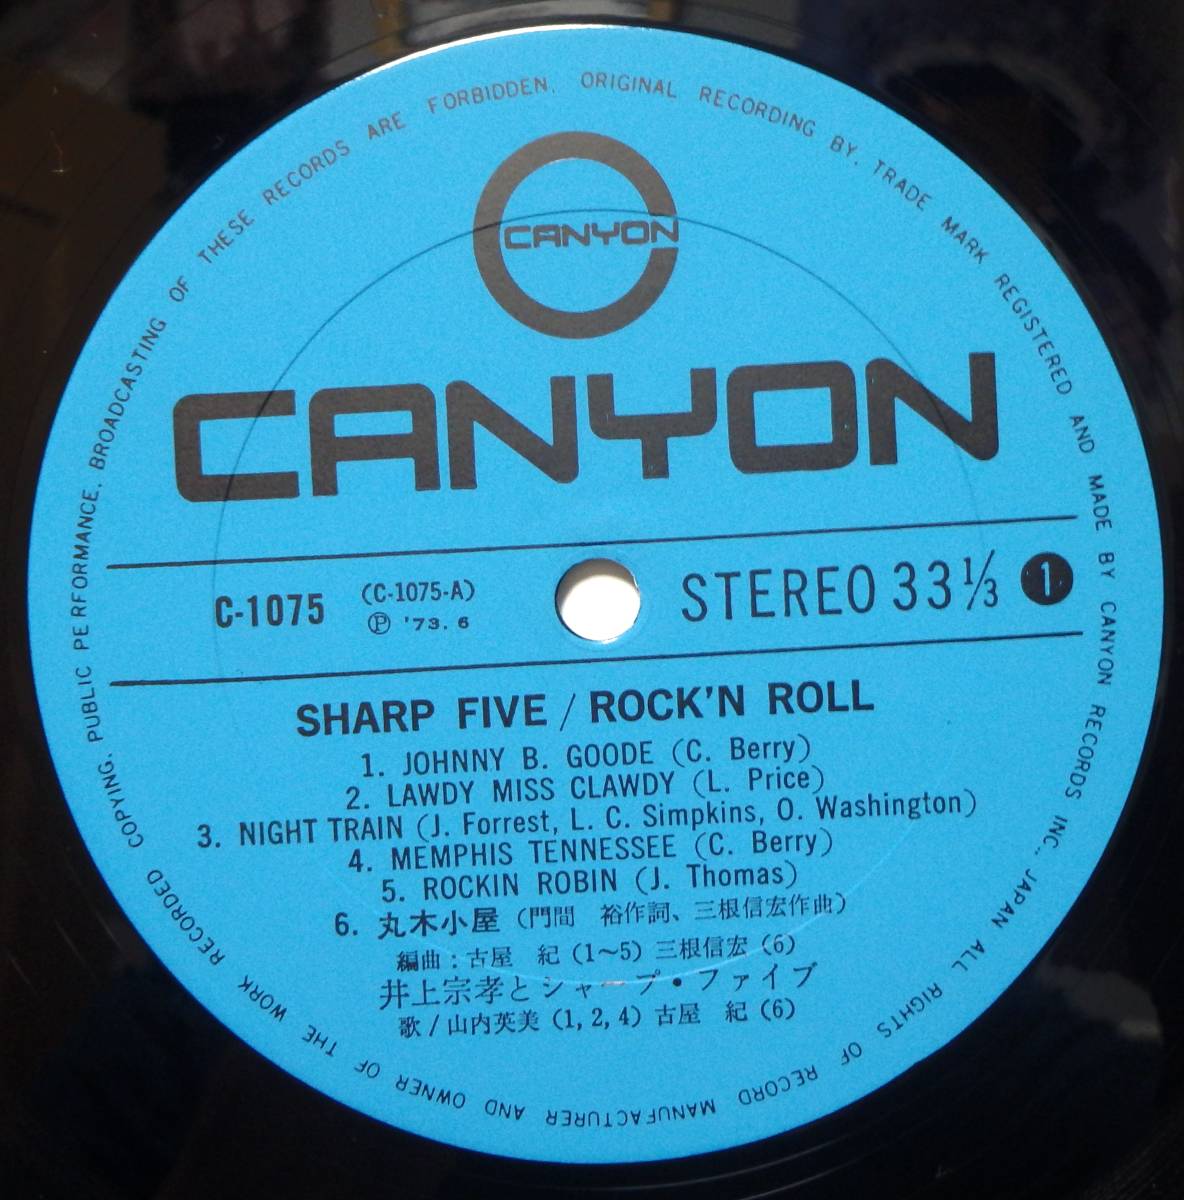 ORIGINAL RECORDING BY. TRADE MARK REGISTERED AND MADE BY CANYON RECORDS INC., JAPAN ALL RIGHTS OF RECORD MANUFACTURER AND OWNER OF THE WORK RECORDED COPYING. PUBLIC PERFORMANCE. BROADCASTING OF THESE RECORDS ARE FORBIDDEN.
CANYON
CANYON
C-1075 (C-1075-A) STEREO 33 1/3 1
Ⓟ '73. 6
SHARP FIVE / ROCK'N ROLL
1. JOHNNY B. GOODE (C. Berry)
2. LAWDY MISS CLAWDY (L. Price)
3. NIGHT TRAIN (J. Forrest, L. C. Simpkins, O. Washington)
4. MEMPHIS TENNESSEE (C. Berry)
5. ROCKIN ROBIN (J. Thomas)
6. 丸木小屋 (門間 裕作詞、三根信宏作曲)
編曲 : 古屋 紀 (1〜5) 三根信宏 (6)
井上宗孝とシャープ・ファイブ
歌 / 山内英美 (1, 2, 4) 古屋 紀 (6)